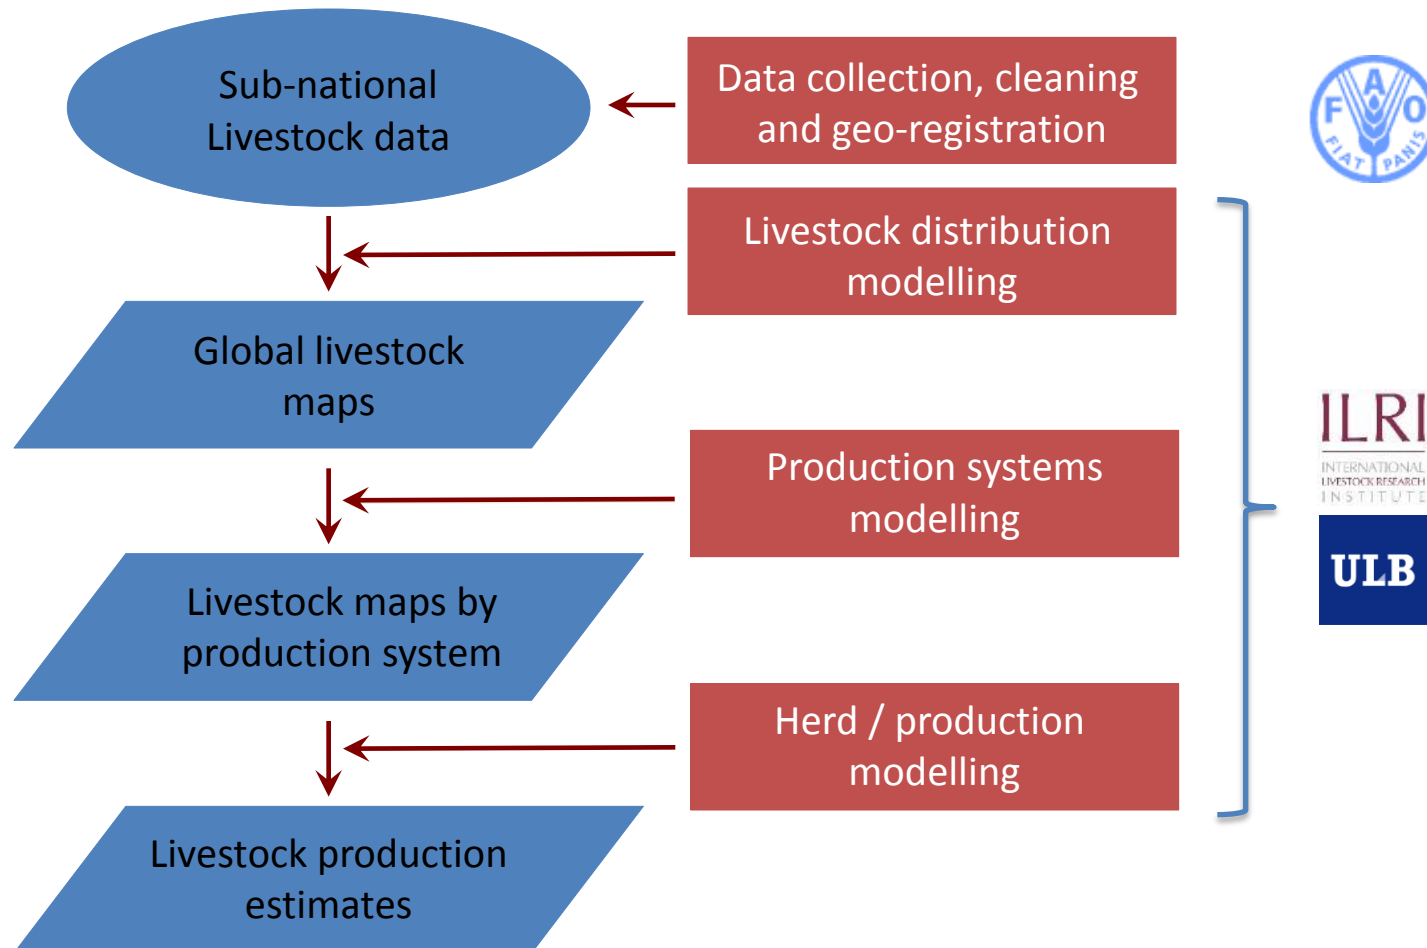 Sub-national
Livestock data
Data collection, cleaning
and geo-registration
FAO
FIAT PANIS
Livestock distribution
modelling
Global livestock
maps
Production systems
modelling
ILRI
INTERNATIONAL
LIVESTOCK RESEARCH
INSTITUTE
ULB
Livestock maps by
production system
Herd / production
modelling
Livestock production
estimates